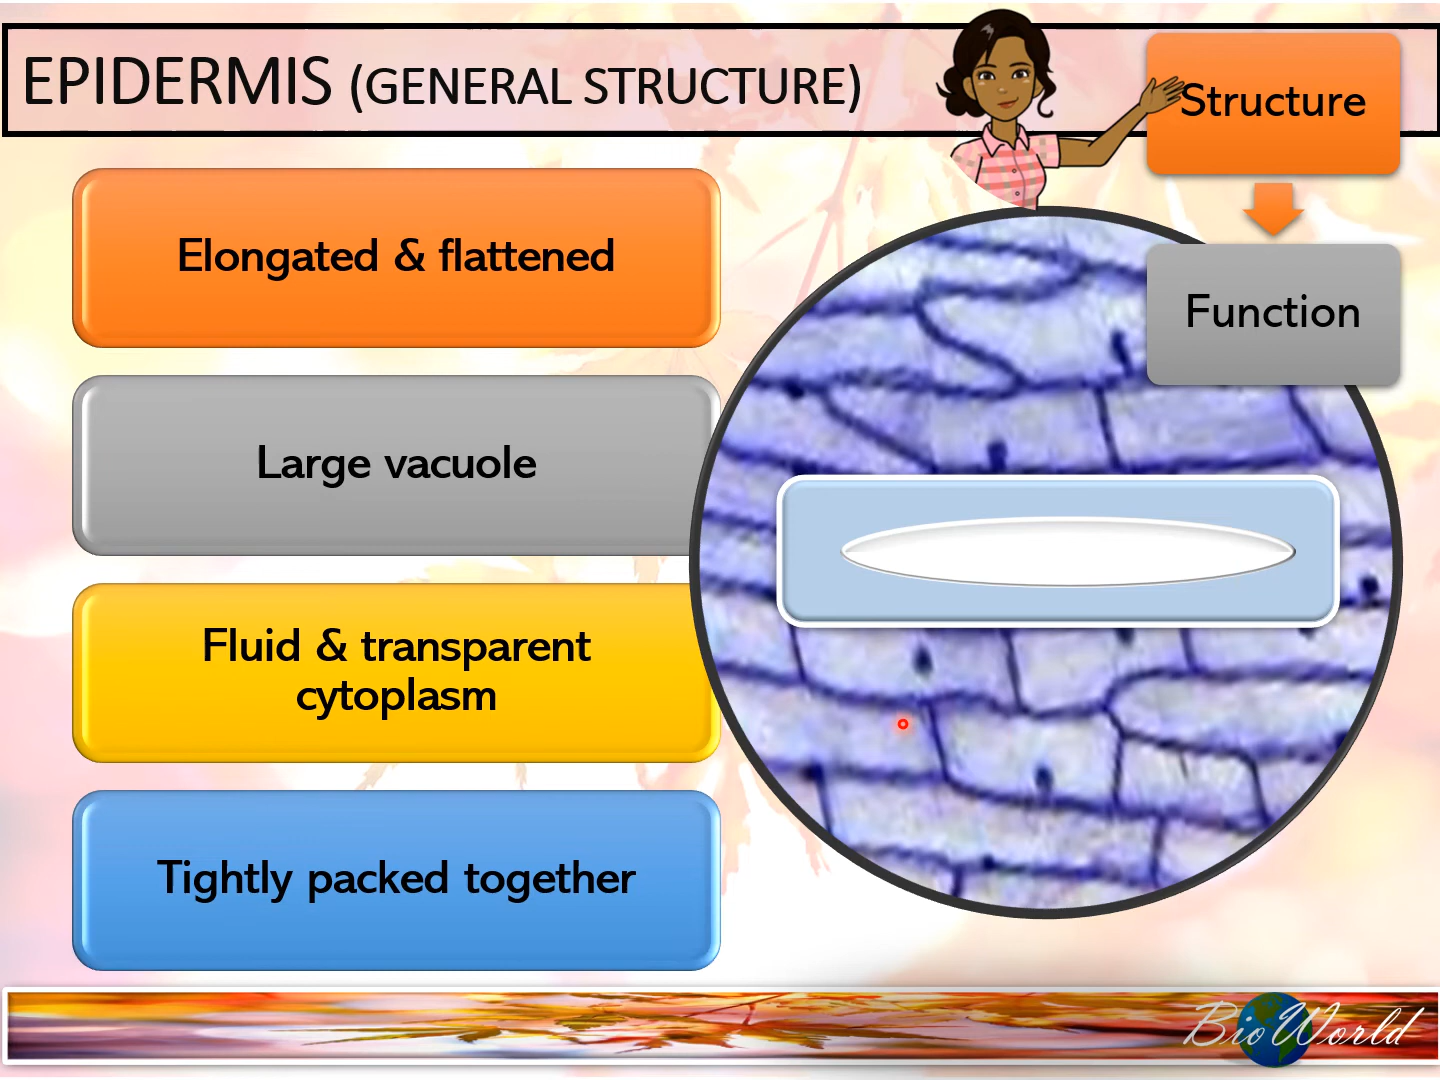 EPIDERMIS (GENERAL STRUCTURE)
Structure
Function
Elongated & flattened
Large vacuole
Fluid & transparent
cytoplasm
Tightly packed together
BioWorld